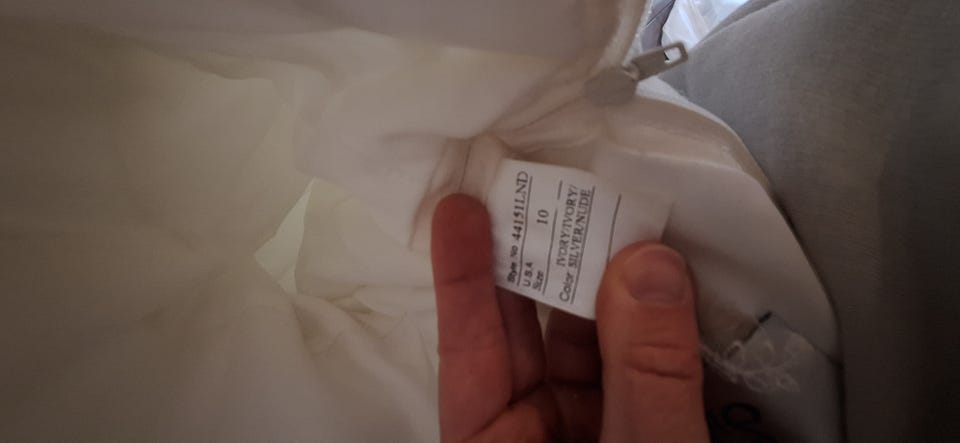 Style No 44151LND
U.S.A
Size 10
Color IVORY/IVORY/
SILVER/NUDE